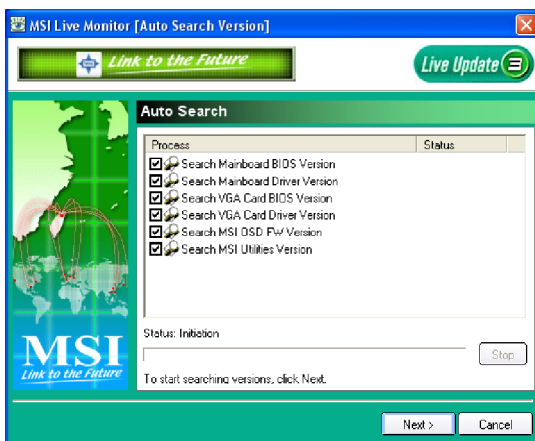 MSI Live Monitor [Auto Search Version]
Link to the Future
Live Update 3
Auto Search
Process Status
Search Mainboard BIOS Version
Search Mainboard Driver Version
Search VGA Card BIOS Version
Search VGA Card Driver Version
Search MSI OSD FW Version
Search MSI Utilities Version
Status: Initiation
Stop
To start searching versions, click Next.
MSI
Link to the Future
Next >
Cancel